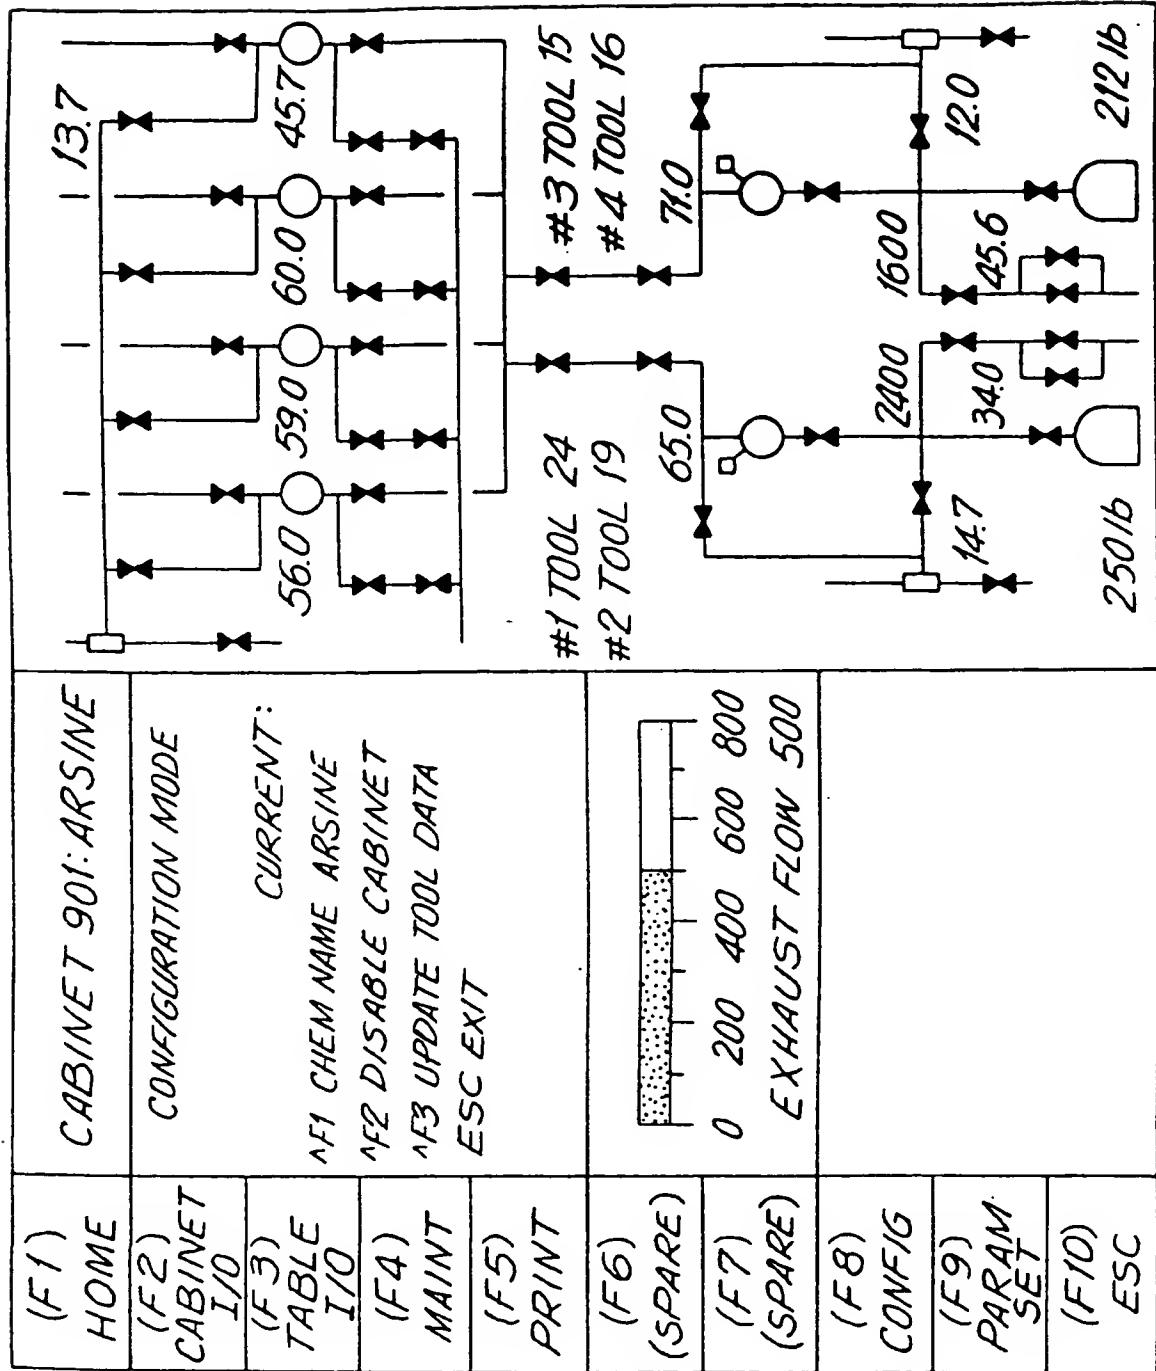 (F1)
HOME
(F2)
CABINET
I/O
(F3)
TABLE
I/O
(F4)
MAINT
(F5)
PRINT
(F6)
(SPARE)
(F7)
(SPARE)
(F8)
CONFIG
(F9)
PARAM.
SET
(F10)
ESC
CABINET 901: ARSINE
CONFIGURATION MODE
CURRENT:
^F1 CHEM NAME ARSINE
^F2 DISABLE CABINET
^F3 UPDATE TOOL DATA
ESC EXIT
0 200 400 600 800
EXHAUST FLOW 500
13.7
56.0 59.0 60.0 45.7
#1 TOOL 24
#2 TOOL 19
#3 TOOL 15
#4 TOOL 16
65.0 71.0
2400 1600
14.7 34.0 45.6 12.0
250 lb 212 lb